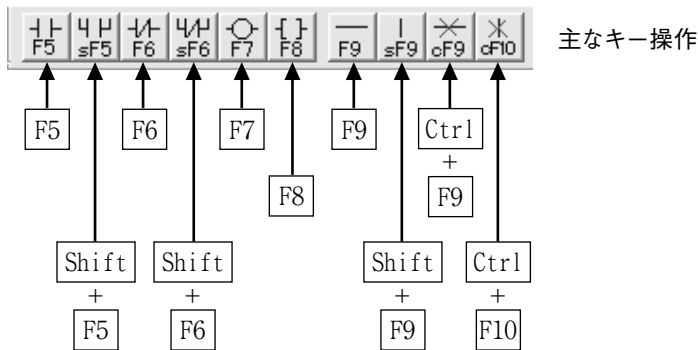 F5 sF5 F6 sF6 F7 F8 F9 sF9 cF9 cF10
主なキー操作
F5 F6 F7 F9 Ctrl
+
F8 F9
Shift Shift Shift Ctrl
+ + + +
F5 F6 F9 F10